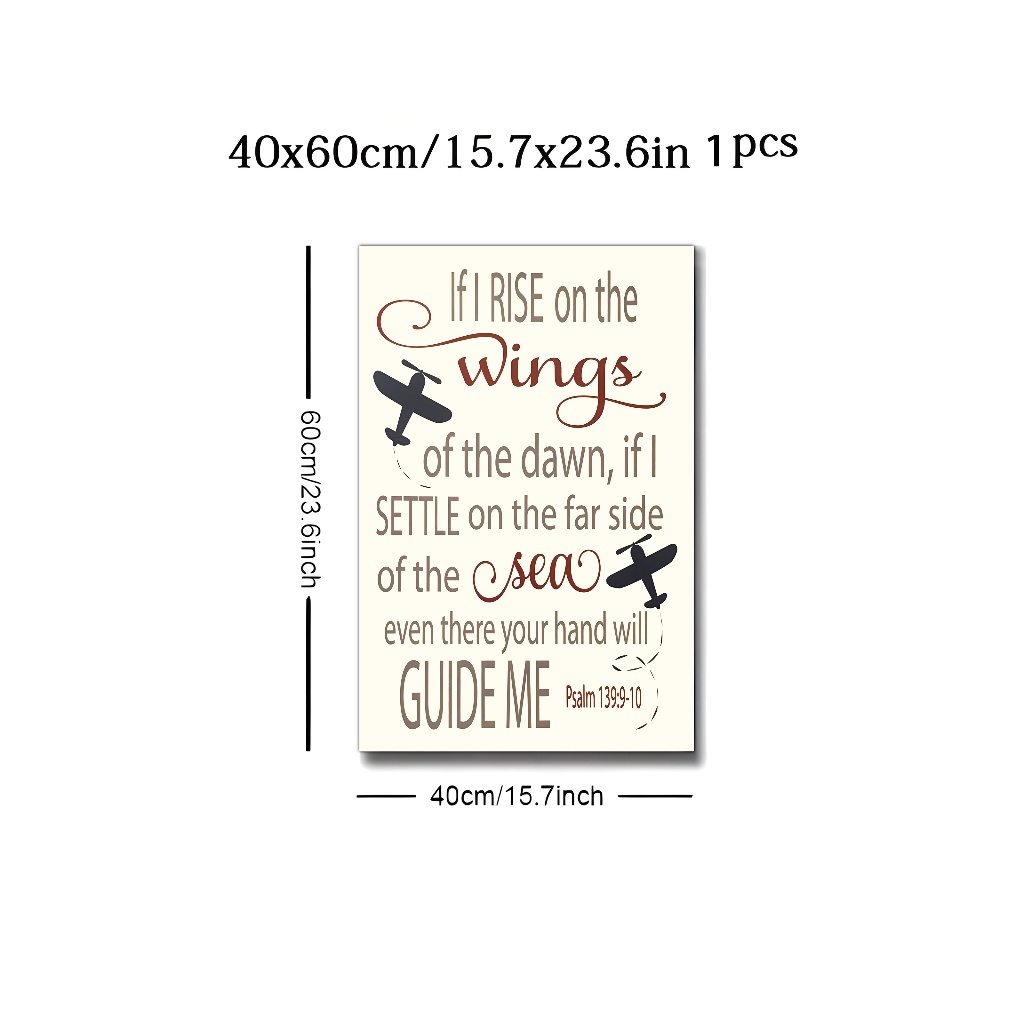 40x60cm/15.7x23.6in 1pcs
If I RISE on the
wings
of the dawn, if I
SETTLE on the far side
of the sea
even there your hand will
GUIDE ME Psalm 139:9-10
60cm/23.6inch
40cm/15.7inch